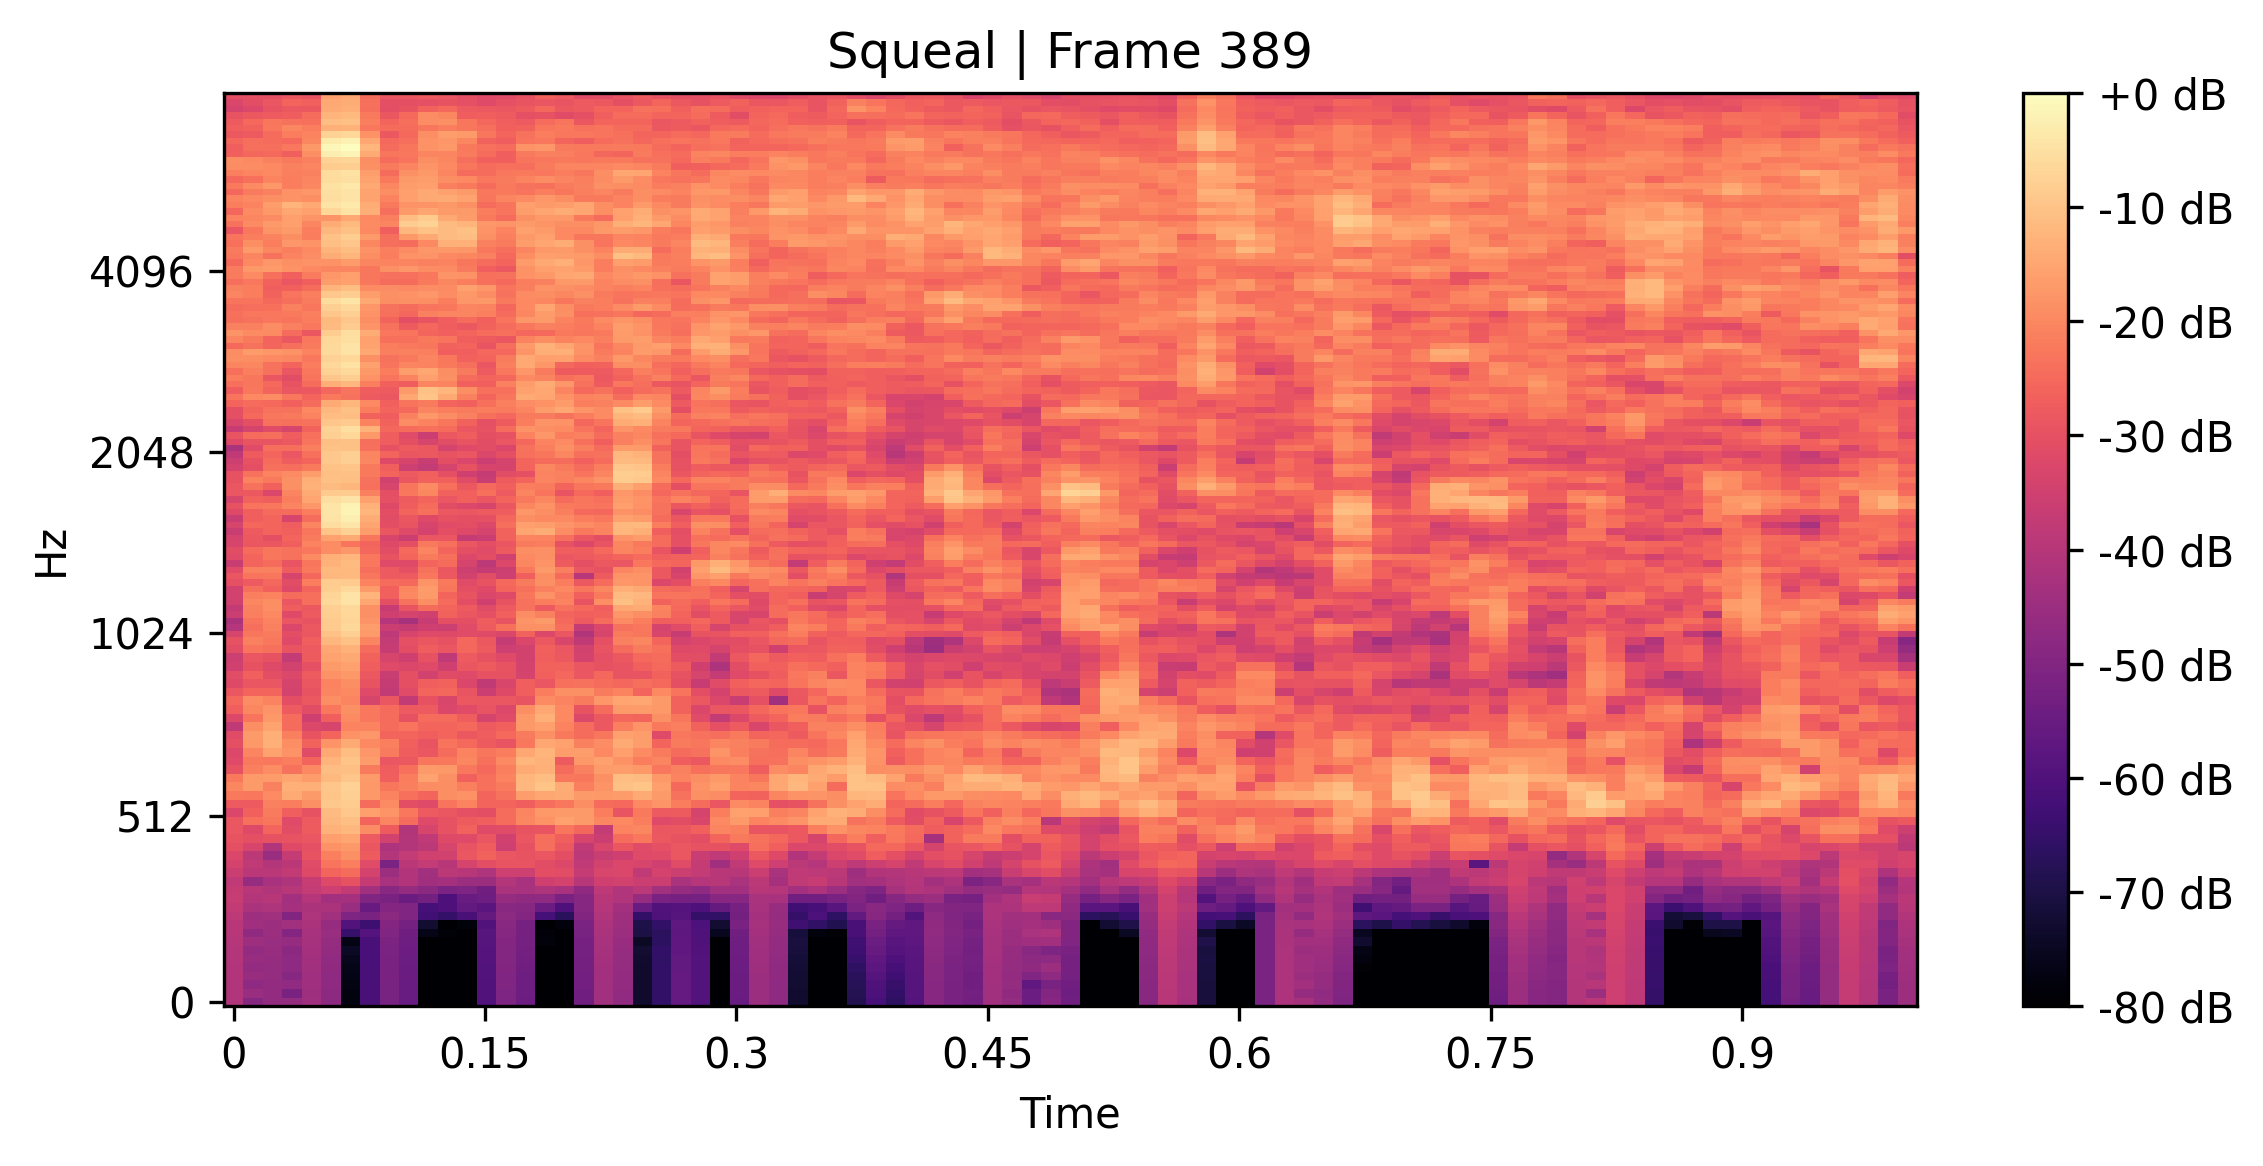 Squeal | Frame 389
Hz
4096
2048
1024
512
0
0 0.15 0.3 0.45 0.6 0.75 0.9
Time
+0 dB
-10 dB
-20 dB
-30 dB
-40 dB
-50 dB
-60 dB
-70 dB
-80 dB